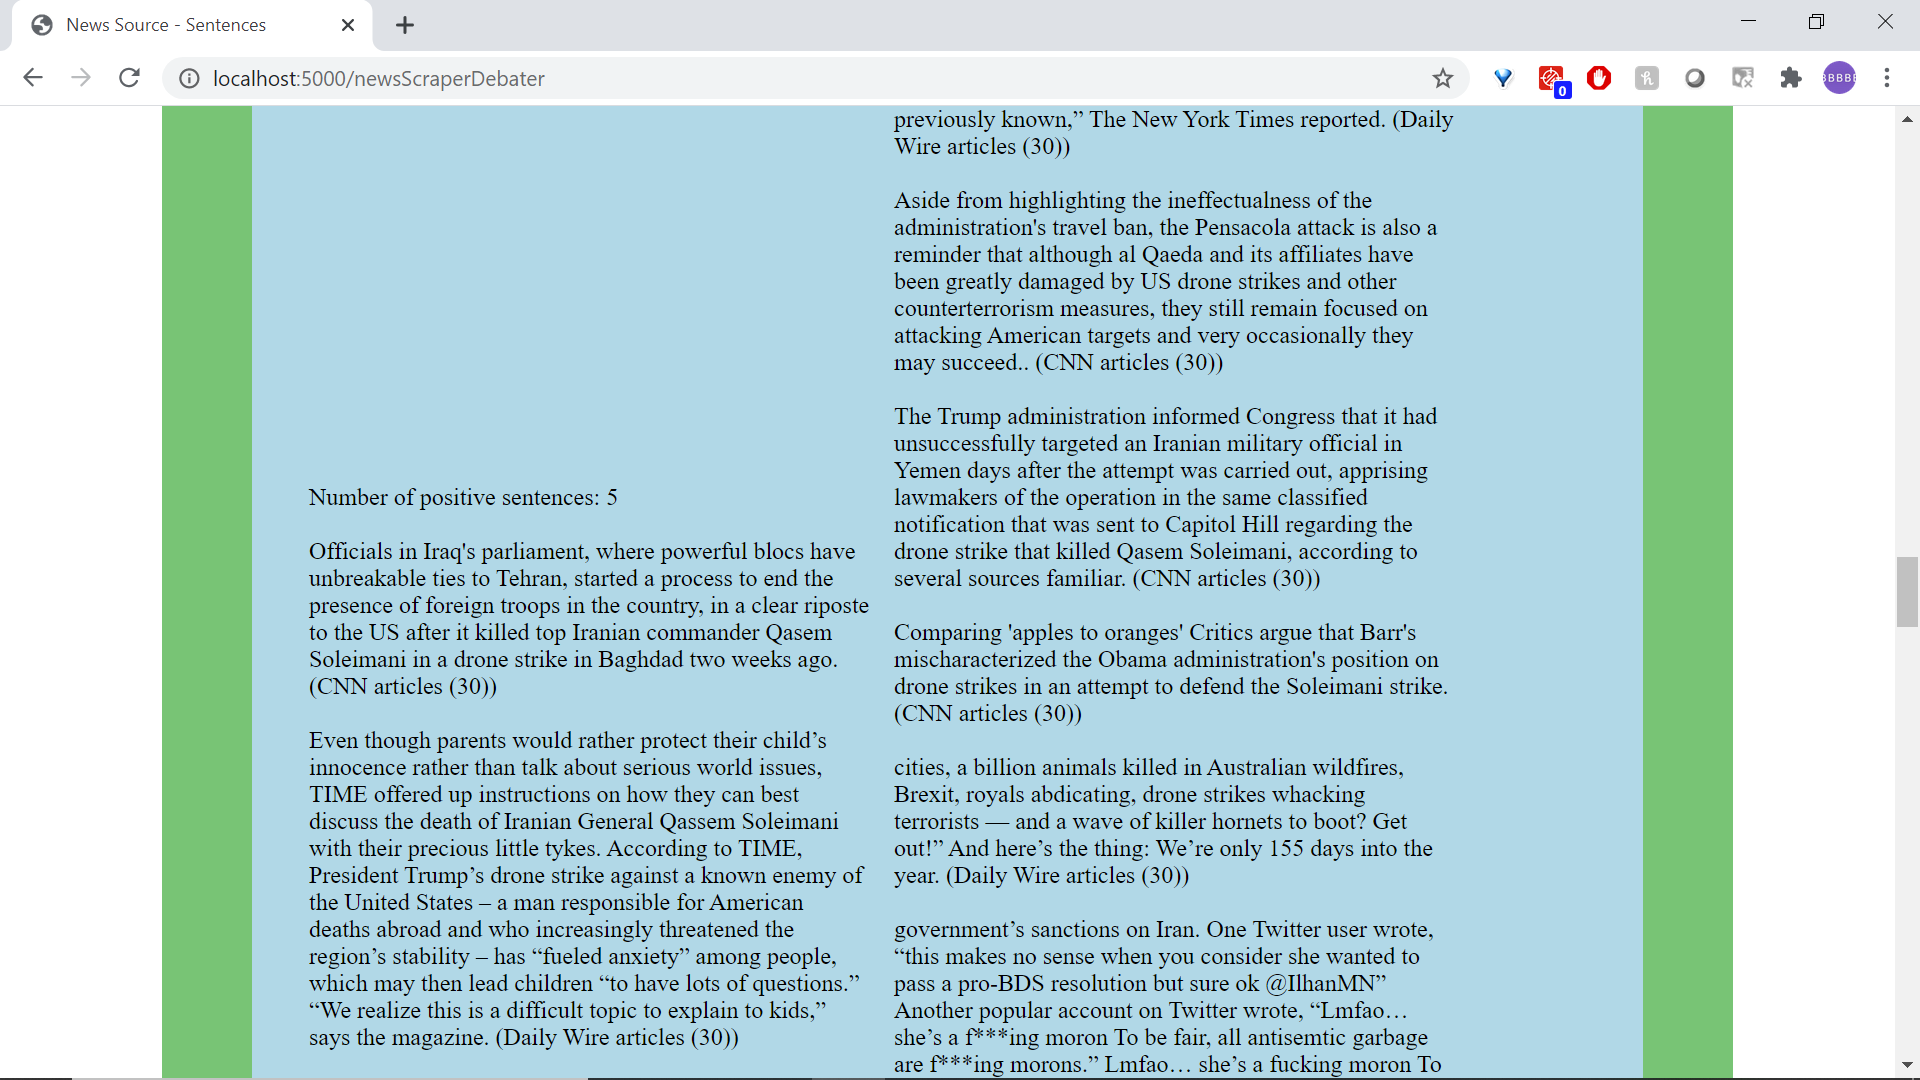 News Source - Sentences
localhost:5000/newsScraperDebater
0
BBBBE
Number of positive sentences: 5
Officials in Iraq's parliament, where powerful blocs have
unbreakable ties to Tehran, started a process to end the
presence of foreign troops in the country, in a clear riposte
to the US after it killed top Iranian commander Qasem
Soleimani in a drone strike in Baghdad two weeks ago.
(CNN articles (30))
Even though parents would rather protect their child’s
innocence rather than talk about serious world issues,
TIME offered up instructions on how they can best
discuss the death of Iranian General Qassem Soleimani
with their precious little tykes. According to TIME,
President Trump’s drone strike against a known enemy of
the United States – a man responsible for American
deaths abroad and who increasingly threatened the
region’s stability – has “fueled anxiety” among people,
which may then lead children “to have lots of questions.”
“We realize this is a difficult topic to explain to kids,”
says the magazine. (Daily Wire articles (30))
previously known,” The New York Times reported. (Daily
Wire articles (30))
Aside from highlighting the ineffectualness of the
administration's travel ban, the Pensacola attack is also a
reminder that although al Qaeda and its affiliates have
been greatly damaged by US drone strikes and other
counterterrorism measures, they still remain focused on
attacking American targets and very occasionally they
may succeed.. (CNN articles (30))
The Trump administration informed Congress that it had
unsuccessfully targeted an Iranian military official in
Yemen days after the attempt was carried out, apprising
lawmakers of the operation in the same classified
notification that was sent to Capitol Hill regarding the
drone strike that killed Qasem Soleimani, according to
several sources familiar. (CNN articles (30))
Comparing 'apples to oranges' Critics argue that Barr's
mischaracterized the Obama administration's position on
drone strikes in an attempt to defend the Soleimani strike.
(CNN articles (30))
cities, a billion animals killed in Australian wildfires,
Brexit, royals abdicating, drone strikes whacking
terrorists — and a wave of killer hornets to boot? Get
out!” And here’s the thing: We’re only 155 days into the
year. (Daily Wire articles (30))
government’s sanctions on Iran. One Twitter user wrote,
“this makes no sense when you consider she wanted to
pass a pro-BDS resolution but sure ok @IlhanMN”
Another popular account on Twitter wrote, “Lmfao…
she’s a f***ing moron To be fair, all antisemtic garbage
are f***ing morons.” Lmfao… she’s a fucking moron To